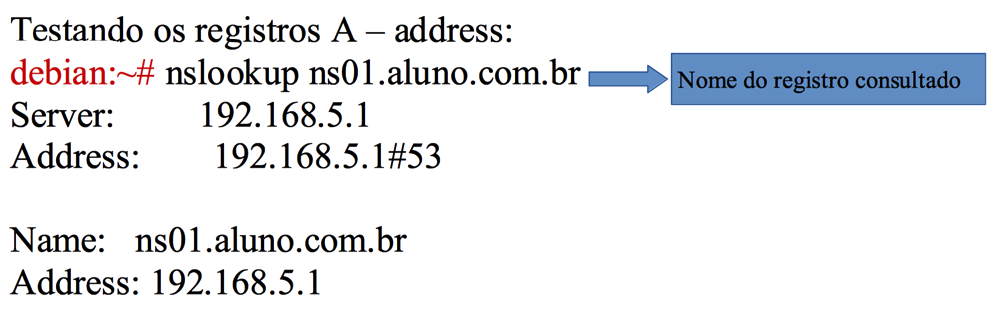 Testando os registros A – address:
debian:~# nslookup ns01.aluno.com.br
Nome do registro consultado
Server: 192.168.5.1
Address: 192.168.5.1#53
Name: ns01.aluno.com.br
Address: 192.168.5.1